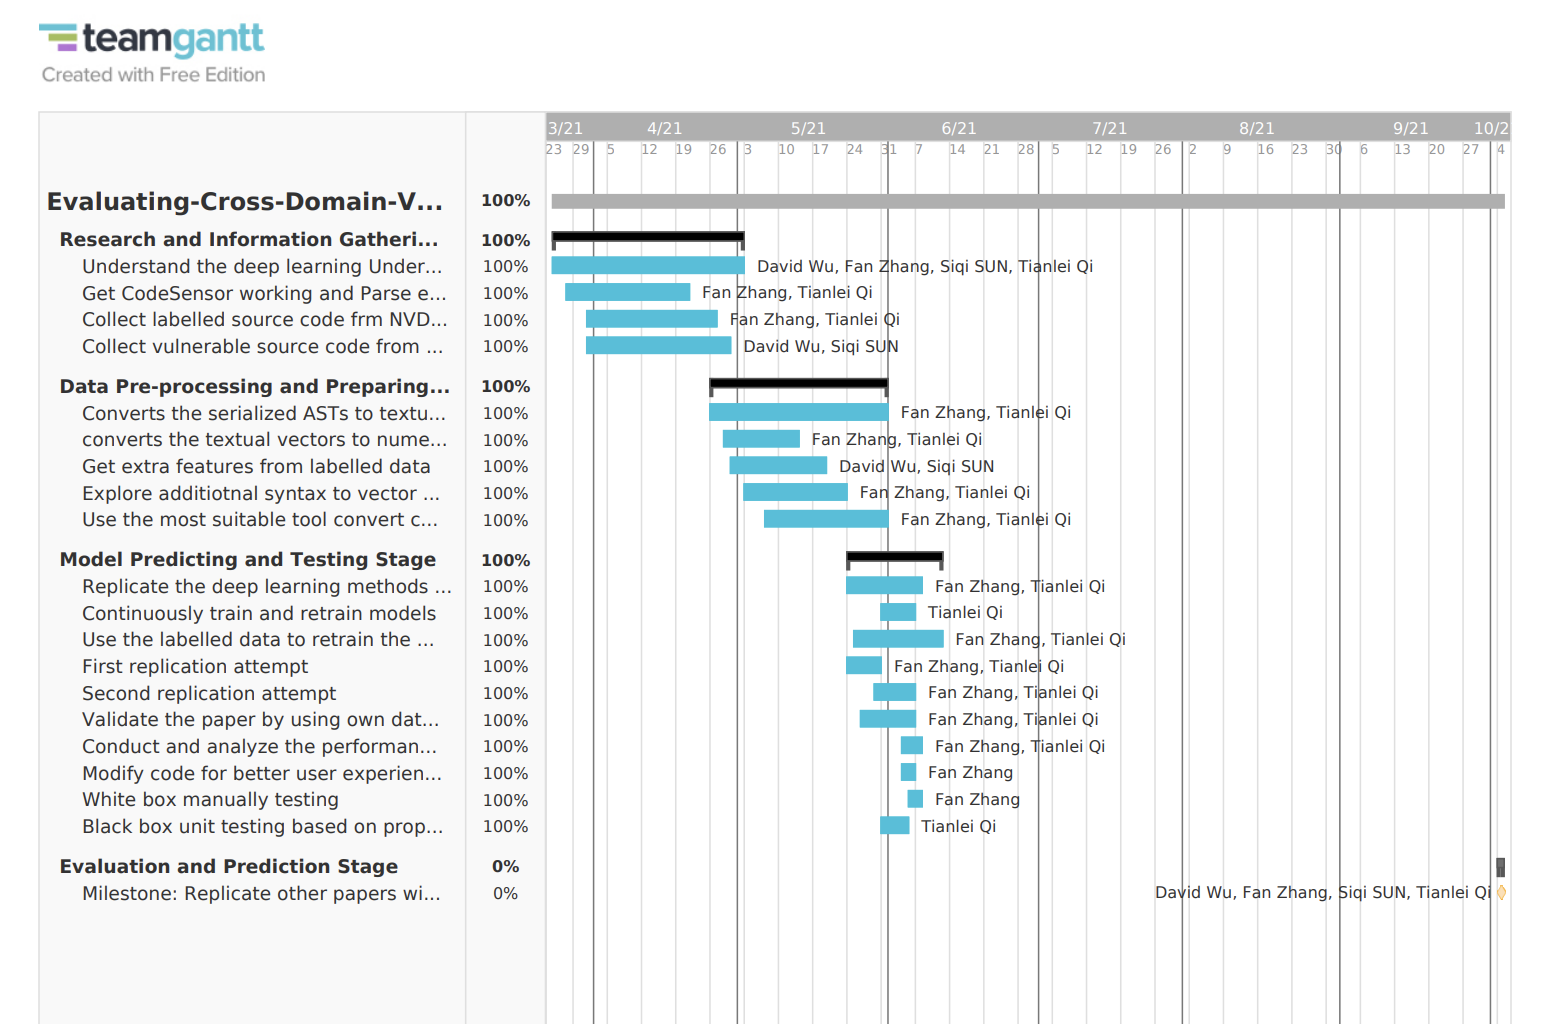 teamgantt
Created with Free Edition
3/21 4/21 5/21 6/21 7/21 8/21 9/21 10/2
23 29 5 12 19 26 3 10 17 24 31 7 14 21 28 5 12 19 26 2 9 16 23 30 6 13 20 27 4
Evaluating-Cross-Domain-V... 100%
Research and Information Gatheri... 100%
Understand the deep learning Under... 100% David Wu, Fan Zhang, Siqi SUN, Tianlei Qi
Get CodeSensor working and Parse e... 100% Fan Zhang, Tianlei Qi
Collect labelled source code frm NVD... 100% Fan Zhang, Tianlei Qi
Collect vulnerable source code from ... 100% David Wu, Siqi SUN
Data Pre-processing and Preparing... 100%
Converts the serialized ASTs to textu... 100% Fan Zhang, Tianlei Qi
converts the textual vectors to nume... 100% Fan Zhang, Tianlei Qi
Get extra features from labelled data 100% David Wu, Siqi SUN
Explore additiotnal syntax to vector ... 100% Fan Zhang, Tianlei Qi
Use the most suitable tool convert c... 100% Fan Zhang, Tianlei Qi
Model Predicting and Testing Stage 100%
Replicate the deep learning methods ... 100% Fan Zhang, Tianlei Qi
Continuously train and retrain models 100% Tianlei Qi
Use the labelled data to retrain the ... 100% Fan Zhang, Tianlei Qi
First replication attempt 100% Fan Zhang, Tianlei Qi
Second replication attempt 100% Fan Zhang, Tianlei Qi
Validate the paper by using own dat... 100% Fan Zhang, Tianlei Qi
Conduct and analyze the performan... 100% Fan Zhang, Tianlei Qi
Modify code for better user experien... 100% Fan Zhang
White box manually testing 100% Fan Zhang
Black box unit testing based on prop... 100% Tianlei Qi
Evaluation and Prediction Stage 0%
Milestone: Replicate other papers wi... 0% David Wu, Fan Zhang, Siqi SUN, Tianlei Qi